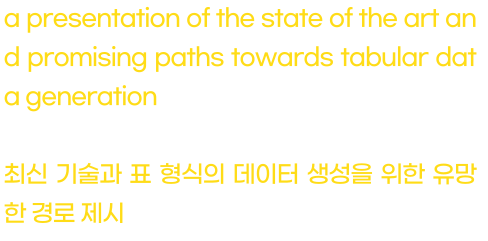 a presentation of the state of the art an
d promising paths towards tabular dat
a generation
최신 기술과 표 형식의 데이터 생성을 위한 유망
한 경로 제시